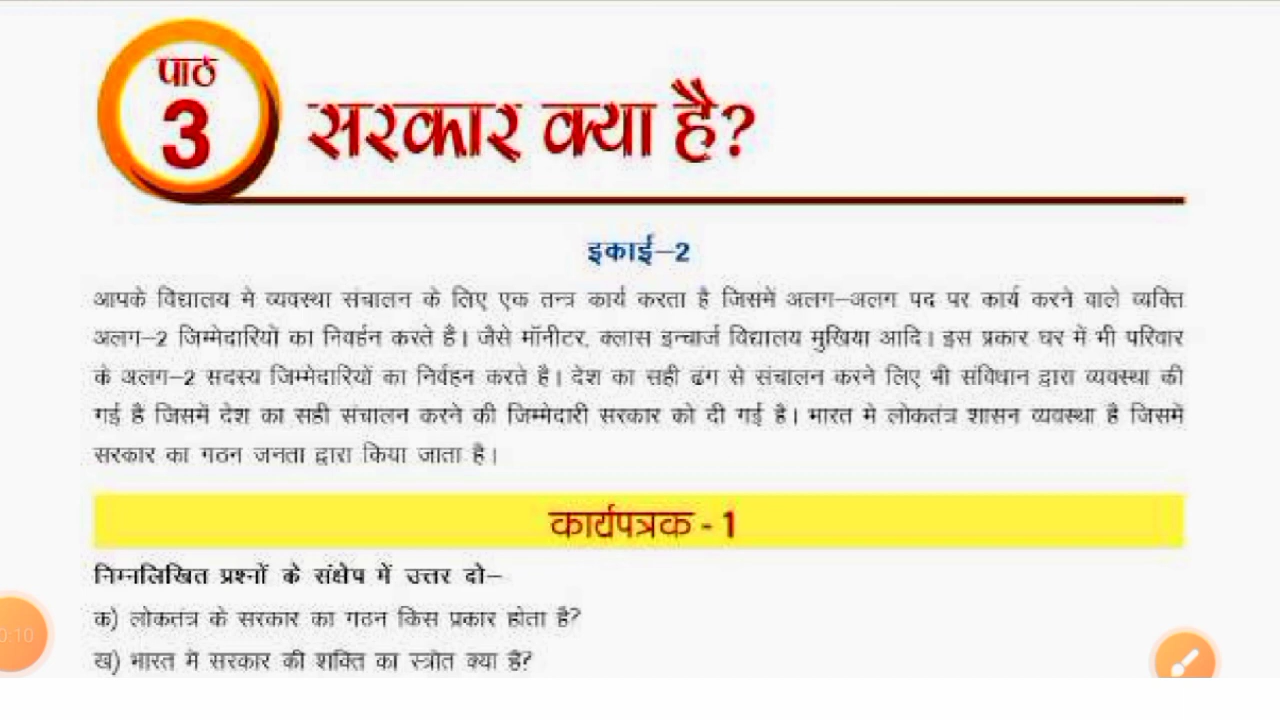 पाठ
3
सरकार क्या है?
इकाई–2
आपके विद्यालय मे व्यवस्था संचालन के लिए एक तन्त्र कार्य करता है जिसमें अलग–अलग पद पर कार्य करने वाले व्यक्ति
अलग–2 जिम्मेदारियों का निवर्हन करते है। जैसे मॉनीटर, क्लास इन्चार्ज विद्यालय मुखिया आदि। इस प्रकार घर में भी परिवार
के अलग–2 सदस्य जिम्मेदारियों का निर्वहन करते है। देश का सही ढंग से संचालन करने लिए भी संविधान द्वारा व्यवस्था की
गई हैं जिसमें देश का सही संचालन करने की जिम्मेदारी सरकार को दी गई है। भारत मे लोकतंत्र शासन व्यवस्था है जिसमें
सरकार का गठन जनता द्वारा किया जाता है।
कार्यपत्रक - 1
निम्नलिखित प्रश्नों के संक्षेप में उत्तर दो–
क) लोकतंत्र के सरकार का गठन किस प्रकार होता है?
ख) भारत में सरकार की शक्ति का स्त्रोत क्या है?
0:10